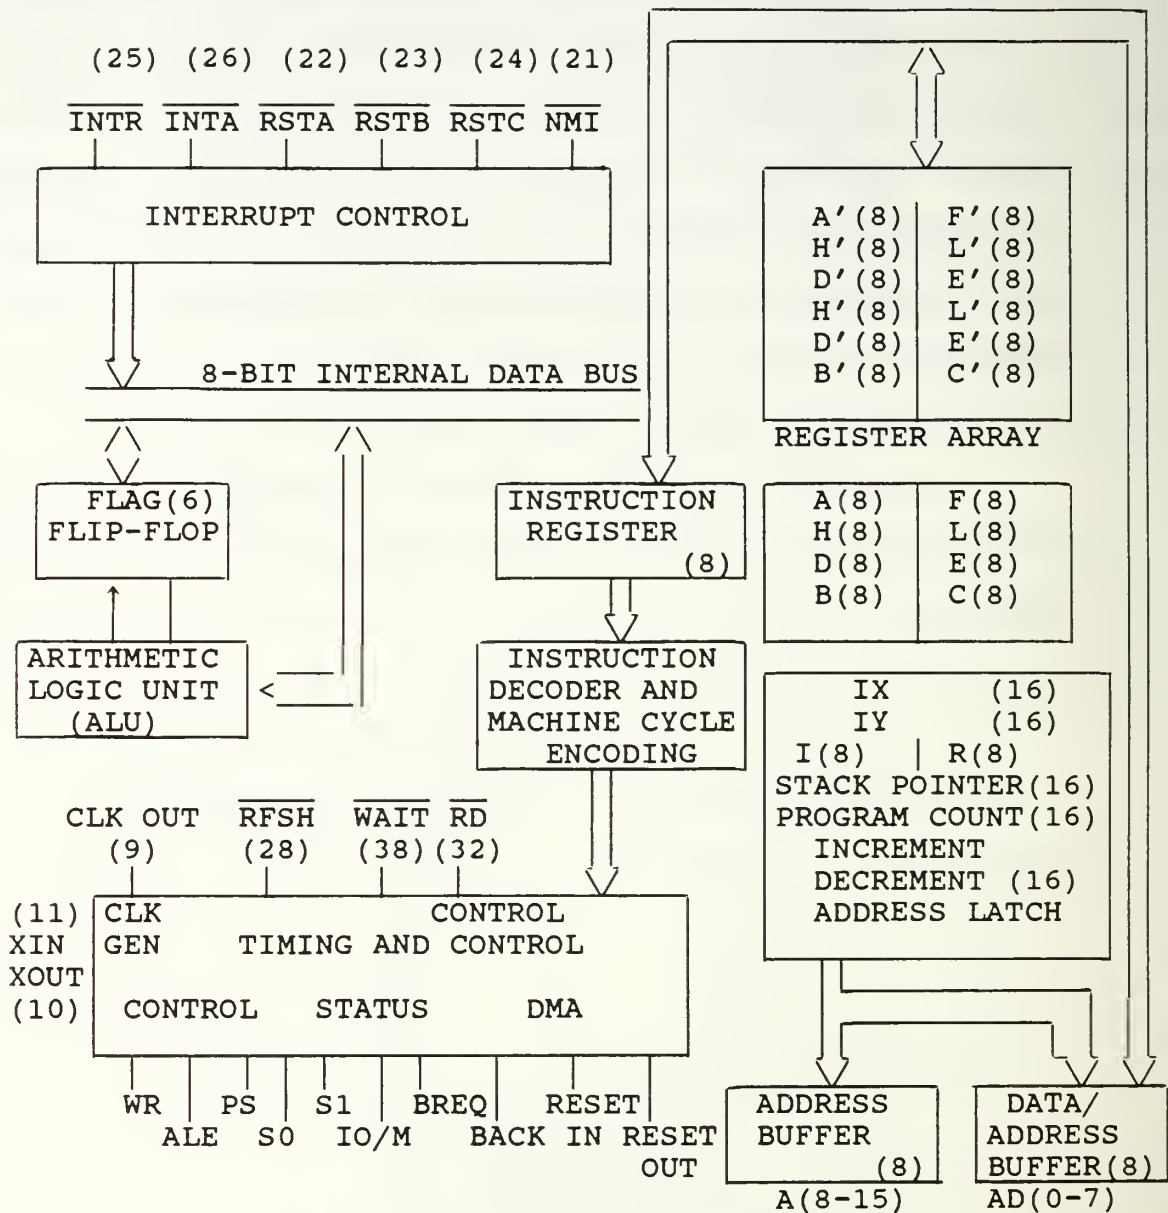 (25) (26) (22) (23) (24) (21)
INTR INTA RSTA RSTB RSTC NMI
INTERRUPT CONTROL
A'(8) F'(8)
H'(8) L'(8)
D'(8) E'(8)
H'(8) L'(8)
D'(8) E'(8)
B'(8) C'(8)
REGISTER ARRAY
8-BIT INTERNAL DATA BUS
FLAG(6)
FLIP-FLOP
INSTRUCTION
REGISTER
(8)
A(8) F(8)
H(8) L(8)
D(8) E(8)
B(8) C(8)
ARITHMETIC
LOGIC UNIT
(ALU)
<
INSTRUCTION
DECODER AND
MACHINE CYCLE
ENCODING
IX (16)
IY (16)
I(8) | R(8)
STACK POINTER(16)
PROGRAM COUNT(16)
INCREMENT
DECREMENT (16)
ADDRESS LATCH
CLK OUT RFSH WAIT RD
(9) (28) (38) (32)
(11) CLK CONTROL
XIN GEN TIMING AND CONTROL
XOUT
(10) CONTROL STATUS DMA
WR PS S1 BREQ RESET
ALE S0 IO/M BACK IN RESET
OUT
ADDRESS
BUFFER
(8)
A(8-15)
DATA/
ADDRESS
BUFFER(8)
AD(0-7)